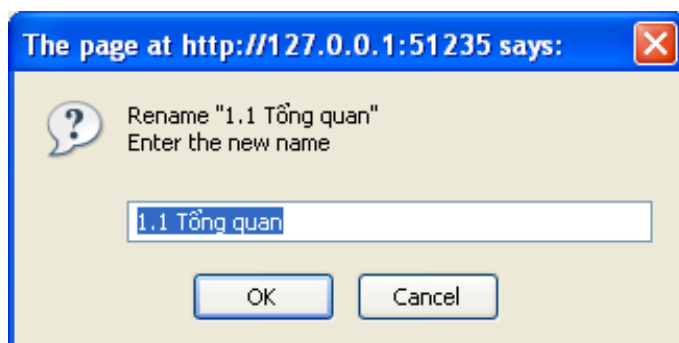 The page at http://127.0.0.1:51235 says:
Rename "1.1 Tổng quan"
Enter the new name
1.1 Tổng quan
OK
Cancel